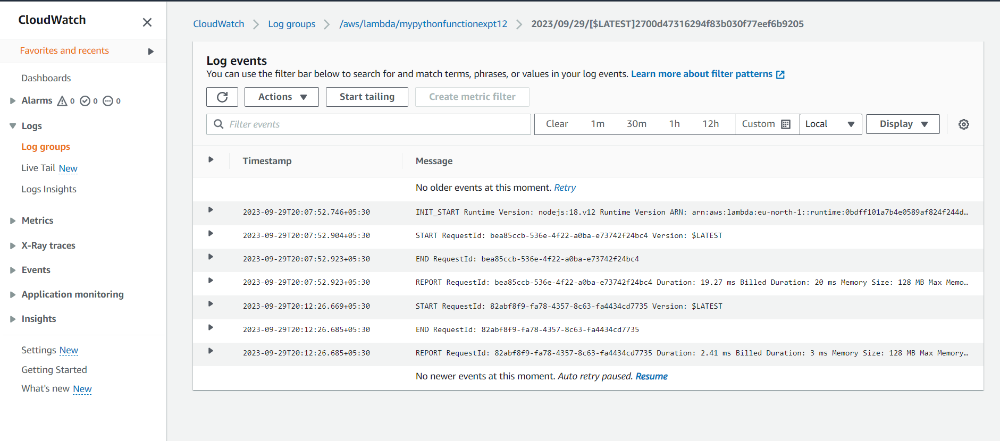 CloudWatch
Favorites and recents
Dashboards
Alarms 0 0 0
Logs
Log groups
Live Tail New
Logs Insights
Metrics
X-Ray traces
Events
Application monitoring
Insights
Settings New
Getting Started
What's new New
CloudWatch Log groups /aws/lambda/mypythonfunctionexpt12 2023/09/29/[$LATEST]2700d47316294f83b030f77eef6b9205
Log events
You can use the filter bar below to search for and match terms, phrases, or values in your log events. Learn more about filter patterns
Actions Start tailing Create metric filter
Filter events Clear 1m 30m 1h 12h Custom Local Display
Timestamp Message
No older events at this moment. Retry
2023-09-29T20:07:52.746+05:30 INIT_START Runtime Version: nodejs:18.v12 Runtime Version ARN: arn:aws:lambda:eu-north-1::runtime:0bdff101a7b4e0589af824f244d…
2023-09-29T20:07:52.904+05:30 START RequestId: bea85ccb-536e-4f22-a0ba-e73742f24bc4 Version: $LATEST
2023-09-29T20:07:52.923+05:30 END RequestId: bea85ccb-536e-4f22-a0ba-e73742f24bc4
2023-09-29T20:07:52.923+05:30 REPORT RequestId: bea85ccb-536e-4f22-a0ba-e73742f24bc4 Duration: 19.27 ms Billed Duration: 20 ms Memory Size: 128 MB Max Memo…
2023-09-29T20:12:26.669+05:30 START RequestId: 82abf8f9-fa78-4357-8c63-fa4434cd7735 Version: $LATEST
2023-09-29T20:12:26.685+05:30 END RequestId: 82abf8f9-fa78-4357-8c63-fa4434cd7735
2023-09-29T20:12:26.685+05:30 REPORT RequestId: 82abf8f9-fa78-4357-8c63-fa4434cd7735 Duration: 2.41 ms Billed Duration: 3 ms Memory Size: 128 MB Max Memory…
No newer events at this moment. Auto retry paused. Resume